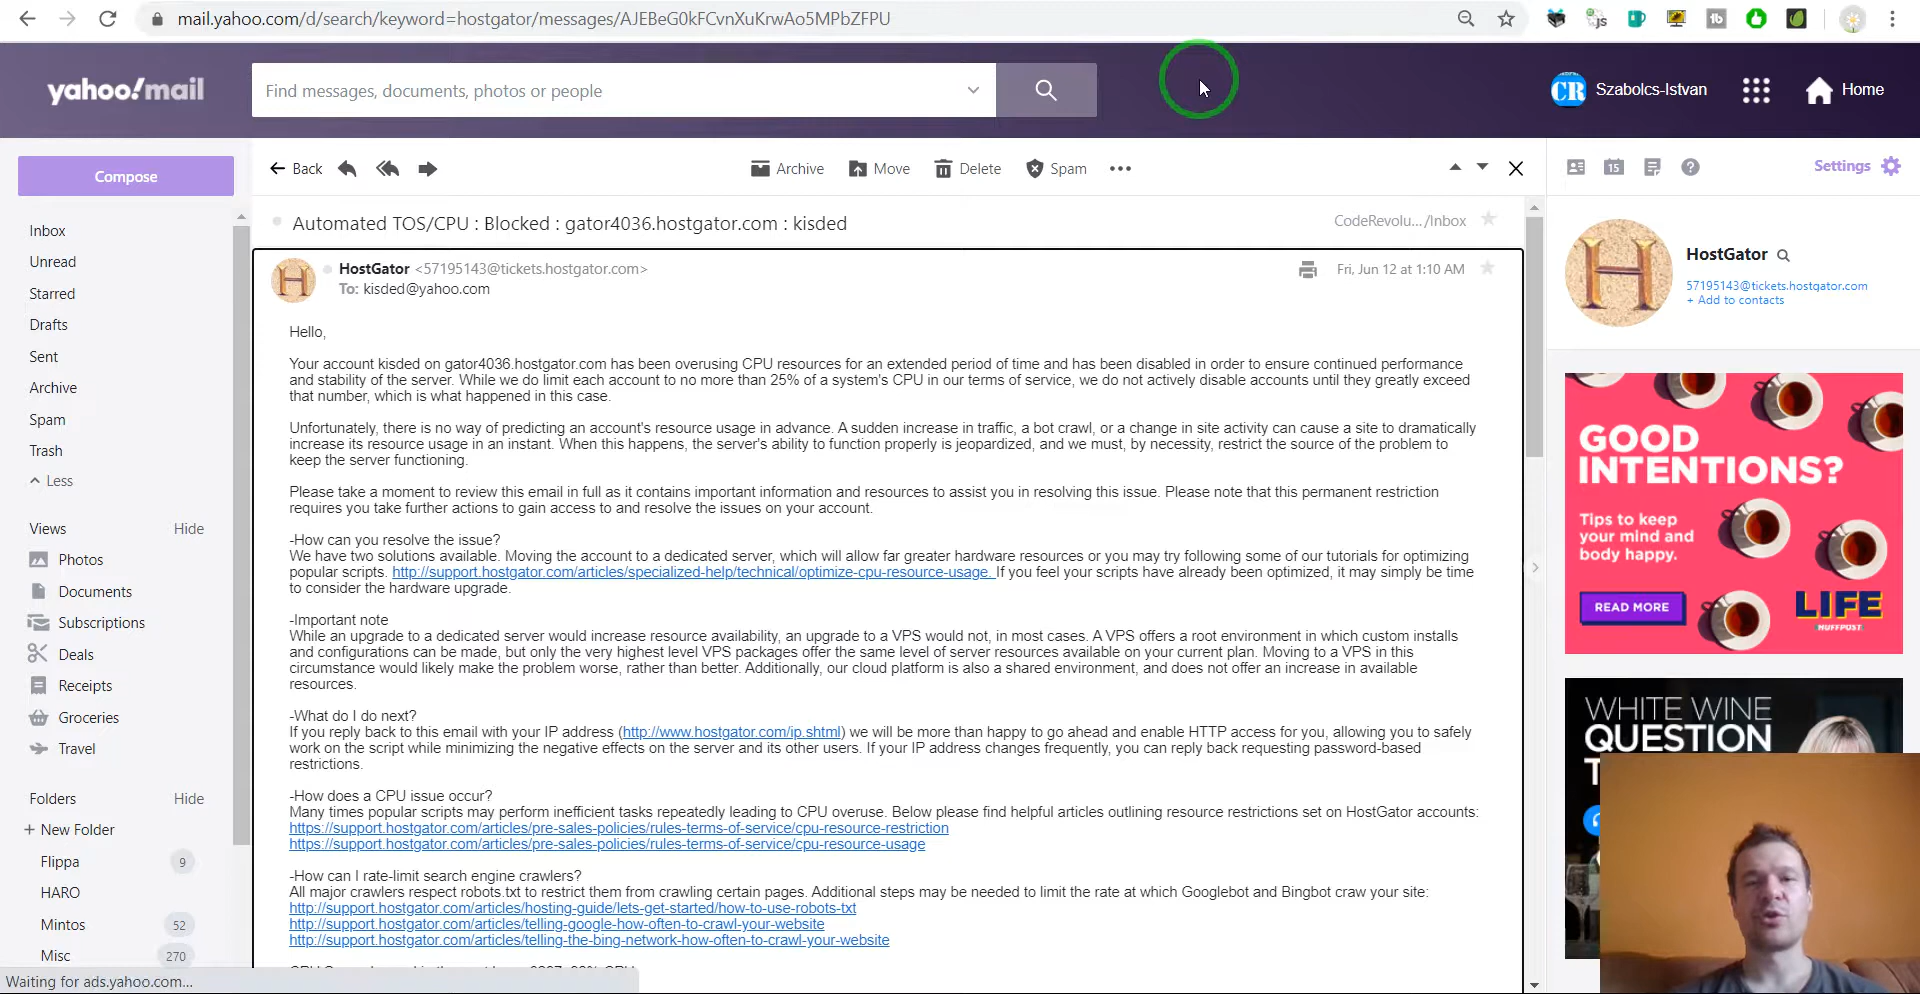 mail.yahoo.com/d/search/keyword=hostgator/messages/AJEBeG0kFCvnXuKrwAo5MPbZFPU
yahoo!mail
Find messages, documents, photos or people
CR
Szabolcs-Istvan
Home
Compose
Back
Archive
Move
Delete
Spam
15
Settings
Inbox
Unread
Starred
Drafts
Sent
Archive
Spam
Trash
Less
Views
Hide
Photos
Documents
Subscriptions
Deals
Receipts
Groceries
Travel
Folders
Hide
+ New Folder
Flippa
9
HARO
Mintos
52
Misc
270
Waiting for ads.yahoo.com...
Automated TOS/CPU : Blocked : gator4036.hostgator.com : kisded
CodeRevolu.../Inbox
H
HostGator <57195143@tickets.hostgator.com>
Fri, Jun 12 at 1:10 AM
To: kisded@yahoo.com
Hello,
Your account kisded on gator4036.hostgator.com has been overusing CPU resources for an extended period of time and has been disabled in order to ensure continued performance
and stability of the server. While we do limit each account to no more than 25% of a system's CPU in our terms of service, we do not actively disable accounts until they greatly exceed
that number, which is what happened in this case.
Unfortunately, there is no way of predicting an account's resource usage in advance. A sudden increase in traffic, a bot crawl, or a change in site activity can cause a site to dramatically
increase its resource usage in an instant. When this happens, the server's ability to function properly is jeopardized, and we must, by necessity, restrict the source of the problem to
keep the server functioning.
Please take a moment to review this email in full as it contains important information and resources to assist you in resolving this issue. Please note that this permanent restriction
requires you take further actions to gain access to and resolve the issues on your account.
-How can you resolve the issue?
We have two solutions available. Moving the account to a dedicated server, which will allow far greater hardware resources or you may try following some of our tutorials for optimizing
popular scripts. http://support.hostgator.com/articles/specialized-help/technical/optimize-cpu-resource-usage. If you feel your scripts have already been optimized, it may simply be time
to consider the hardware upgrade.
-Important note
While an upgrade to a dedicated server would increase resource availability, an upgrade to a VPS would not, in most cases. A VPS offers a root environment in which custom installs
and configurations can be made, but only the very highest level VPS packages offer the same level of server resources available on your current plan. Moving to a VPS in this
circumstance would likely make the problem worse, rather than better. Additionally, our cloud platform is also a shared environment, and does not offer an increase in available
resources.
-What do I do next?
If you reply back to this email with your IP address (http://www.hostgator.com/ip.shtml) we will be more than happy to go ahead and enable HTTP access for you, allowing you to safely
work on the script while minimizing the negative effects on the server and its other users. If your IP address changes frequently, you can reply back requesting password-based
restrictions.
-How does a CPU issue occur?
Many times popular scripts may perform inefficient tasks repeatedly leading to CPU overuse. Below please find helpful articles outlining resource restrictions set on HostGator accounts:
https://support.hostgator.com/articles/pre-sales-policies/rules-terms-of-service/cpu-resource-restriction
https://support.hostgator.com/articles/pre-sales-policies/rules-terms-of-service/cpu-resource-usage
-How can I rate-limit search engine crawlers?
All major crawlers respect robots.txt to restrict them from crawling certain pages. Additional steps may be needed to limit the rate at which Googlebot and Bingbot craw your site:
http://support.hostgator.com/articles/hosting-guide/lets-get-started/how-to-use-robots-txt
http://support.hostgator.com/articles/telling-google-how-often-to-crawl-your-website
http://support.hostgator.com/articles/telling-the-bing-network-how-often-to-crawl-your-website
H
HostGator
57195143@tickets.hostgator.com
+ Add to contacts
GOOD
INTENTIONS?
Tips to keep
your mind and
body happy.
READ MORE
LIFE
HUFFPOST
WHITE WINE
QUESTION